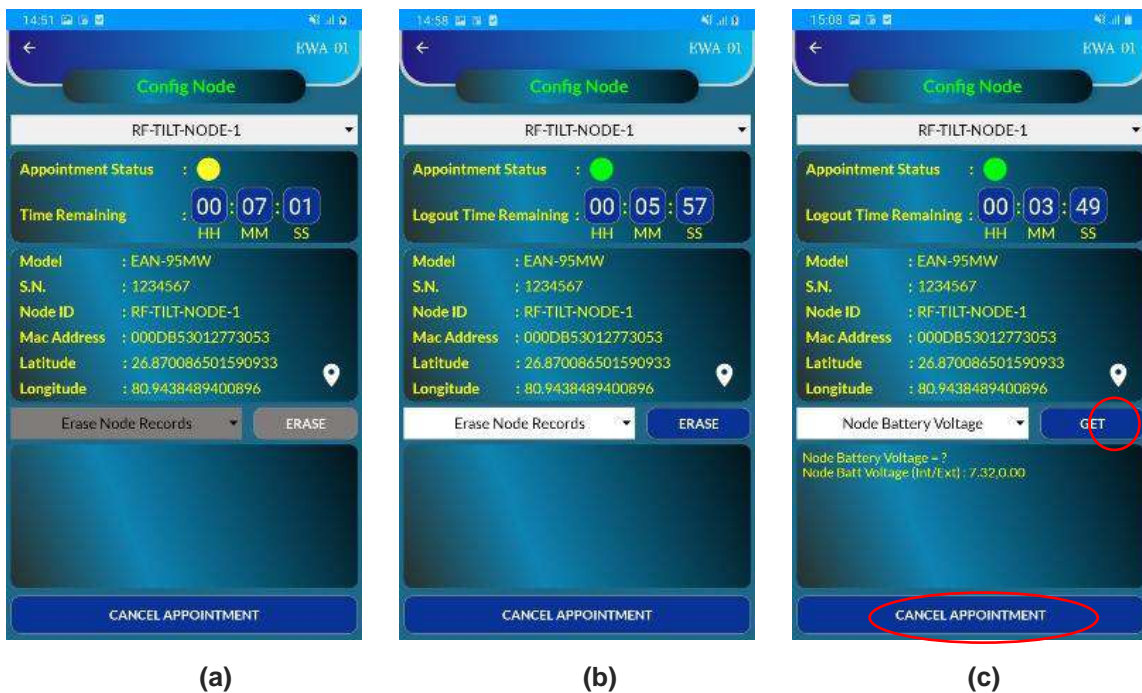 14:51
EWA 01
Config Node
RF-TILT-NODE-1
Appointment Status :
Time Remaining : 00 : 07 : 01
HH MM SS
Model : EAN-95MW
S.N. : 1234567
Node ID : RF-TILT-NODE-1
Mac Address : 000DB53012773053
Latitude : 26.870086501590933
Longitude : 80.9438489400896
Erase Node Records ERASE
CANCEL APPOINTMENT
(a)
14:58
EWA 01
Config Node
RF-TILT-NODE-1
Appointment Status :
Logout Time Remaining : 00 : 05 : 57
HH MM SS
Model : EAN-95MW
S.N. : 1234567
Node ID : RF-TILT-NODE-1
Mac Address : 000DB53012773053
Latitude : 26.870086501590933
Longitude : 80.9438489400896
Erase Node Records ERASE
CANCEL APPOINTMENT
(b)
15:08
EWA 01
Config Node
RF-TILT-NODE-1
Appointment Status :
Logout Time Remaining : 00 : 03 : 49
HH MM SS
Model : EAN-95MW
S.N. : 1234567
Node ID : RF-TILT-NODE-1
Mac Address : 000DB53012773053
Latitude : 26.870086501590933
Longitude : 80.9438489400896
Node Battery Voltage GET
Node Battery Voltage = ?
Node Batt Voltage (Int/Ext) : 7.32,0.00
CANCEL APPOINTMENT
(c)